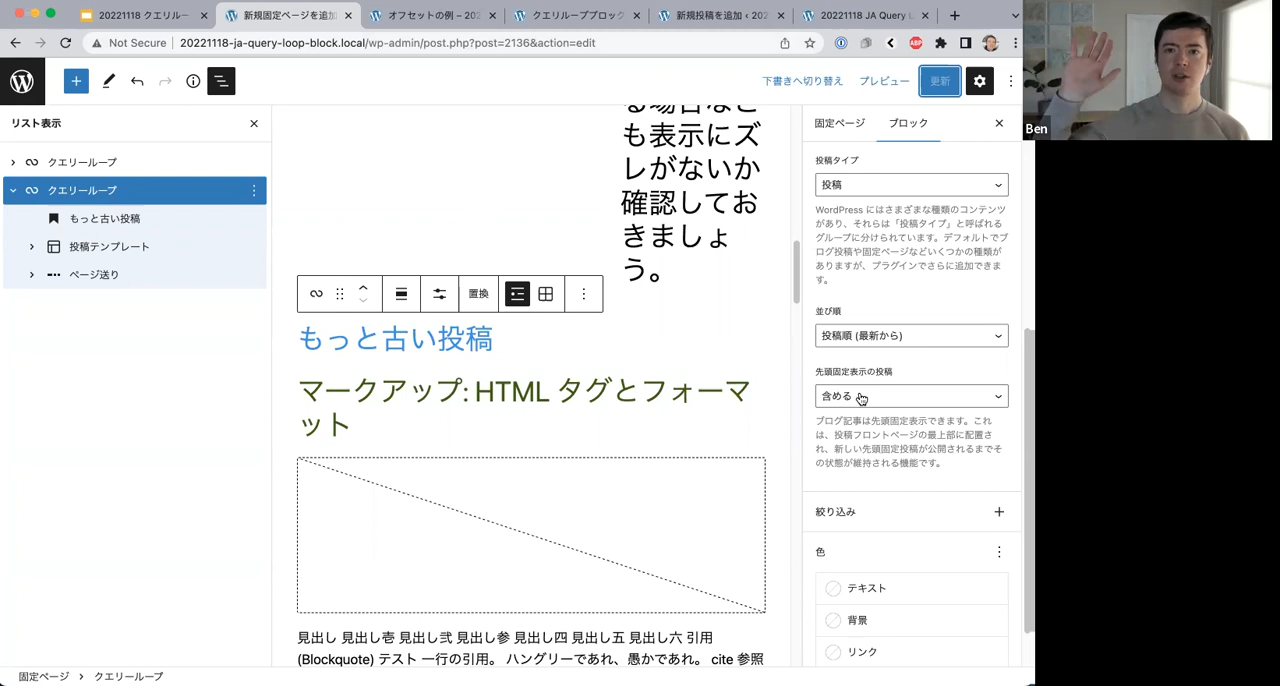 20221118 クエリルー
新規固定ページを追加
オフセットの例 – 202
クエリーループブロック
新規投稿を追加 ‹ 202
20221118 JA Query L
Not Secure
20221118-ja-query-loop-block.local/wp-admin/post.php?post=2136&action=edit
ABP
下書きへ切り替え
プレビュー
更新
Ben
リスト表示
クエリーループ
クエリーループ
もっと古い投稿
投稿テンプレート
ページ送り
る場合など
も表示にズ
レがないか
確認してお
きましょ
う。
置換
もっと古い投稿
マークアップ: HTML タグとフォーマ
ット
見出し 見出し壱 見出し弐 見出し参 見出し四 見出し五 見出し六 引用
(Blockquote) テスト 一行の引用。 ハングリーであれ、愚かであれ。 cite 参照
固定ページ
ブロック
投稿タイプ
投稿
WordPress にはさまざまな種類のコンテンツ
があり、それらは「投稿タイプ」と呼ばれる
グループに分けられています。デフォルトでブ
ログ投稿や固定ページなどいくつかの種類が
ありますが、プラグインでさらに追加できま
す。
並び順
投稿順 (最新から)
先頭固定表示の投稿
含める
ブログ記事は先頭固定表示できます。これ
は、投稿フロントページの最上部に配置さ
れ、新しい先頭固定投稿が公開されるまでそ
の状態が維持される機能です。
絞り込み
色
テキスト
背景
リンク
固定ページ
クエリーループ